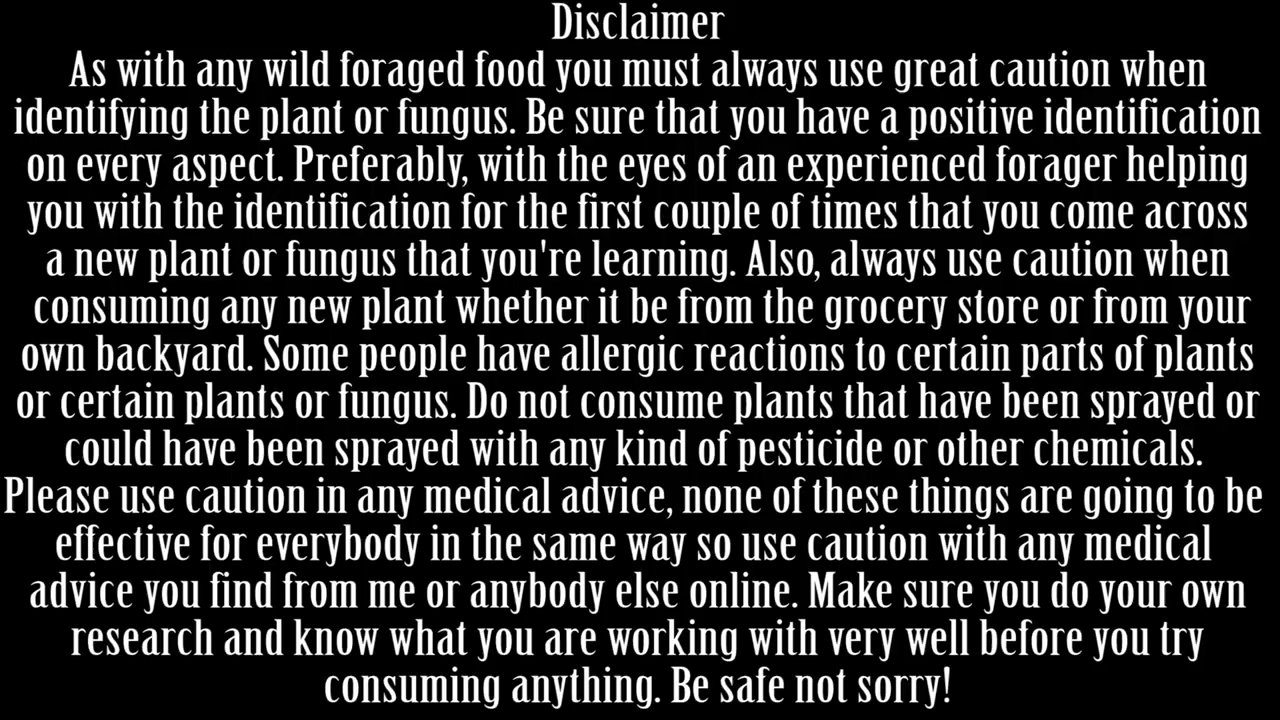 Disclaimer
As with any wild foraged food you must always use great caution when
identifying the plant or fungus. Be sure that you have a positive identification
on every aspect. Preferably, with the eyes of an experienced forager helping
you with the identification for the first couple of times that you come across
a new plant or fungus that you're learning. Also, always use caution when
consuming any new plant whether it be from the grocery store or from your
own backyard. Some people have allergic reactions to certain parts of plants
or certain plants or fungus. Do not consume plants that have been sprayed or
could have been sprayed with any kind of pesticide or other chemicals.
Please use caution in any medical advice, none of these things are going to be
effective for everybody in the same way so use caution with any medical
advice you find from me or anybody else online. Make sure you do your own
research and know what you are working with very well before you try
consuming anything. Be safe not sorry!